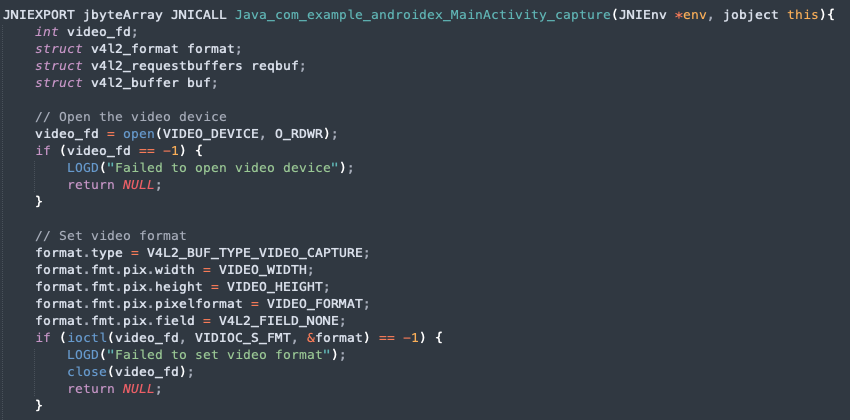 JNIEXPORT jbyteArray JNICALL Java_com_example_androidex_MainActivity_capture(JNIEnv *env, jobject this){
    int video_fd;
    struct v4l2_format format;
    struct v4l2_requestbuffers reqbuf;
    struct v4l2_buffer buf;

    // Open the video device
    video_fd = open(VIDEO_DEVICE, O_RDWR);
    if (video_fd == -1) {
        LOGD("Failed to open video device");
        return NULL;
    }

    // Set video format
    format.type = V4L2_BUF_TYPE_VIDEO_CAPTURE;
    format.fmt.pix.width = VIDEO_WIDTH;
    format.fmt.pix.height = VIDEO_HEIGHT;
    format.fmt.pix.pixelformat = VIDEO_FORMAT;
    format.fmt.pix.field = V4L2_FIELD_NONE;
    if (ioctl(video_fd, VIDIOC_S_FMT, &format) == -1) {
        LOGD("Failed to set video format");
        close(video_fd);
        return NULL;
    }